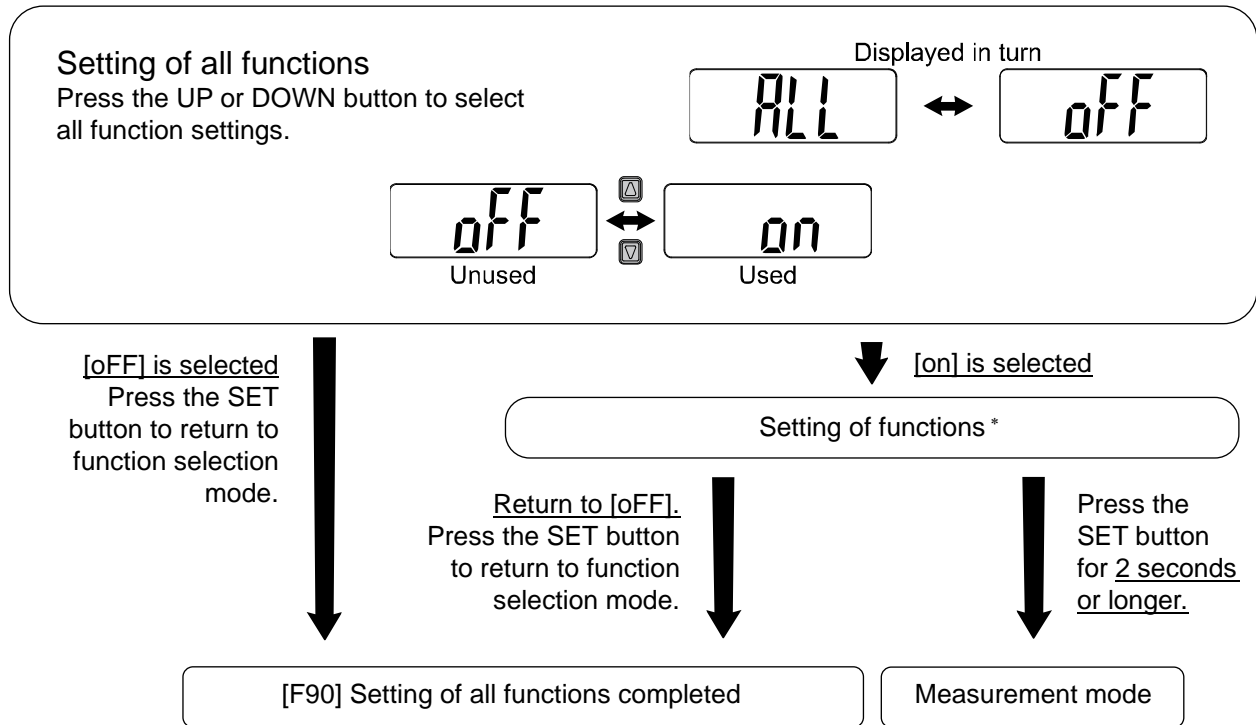 Setting of all functions
Press the UP or DOWN button to select
all function settings.
Displayed in turn
ALL
oFF
oFF
on
Unused
Used
[oFF] is selected
Press the SET
button to return to
function selection
mode.
[on] is selected
Setting of functions *
Return to [oFF].
Press the SET button
to return to function
selection mode.
Press the
SET button
for 2 seconds
or longer.
[F90] Setting of all functions completed
Measurement mode